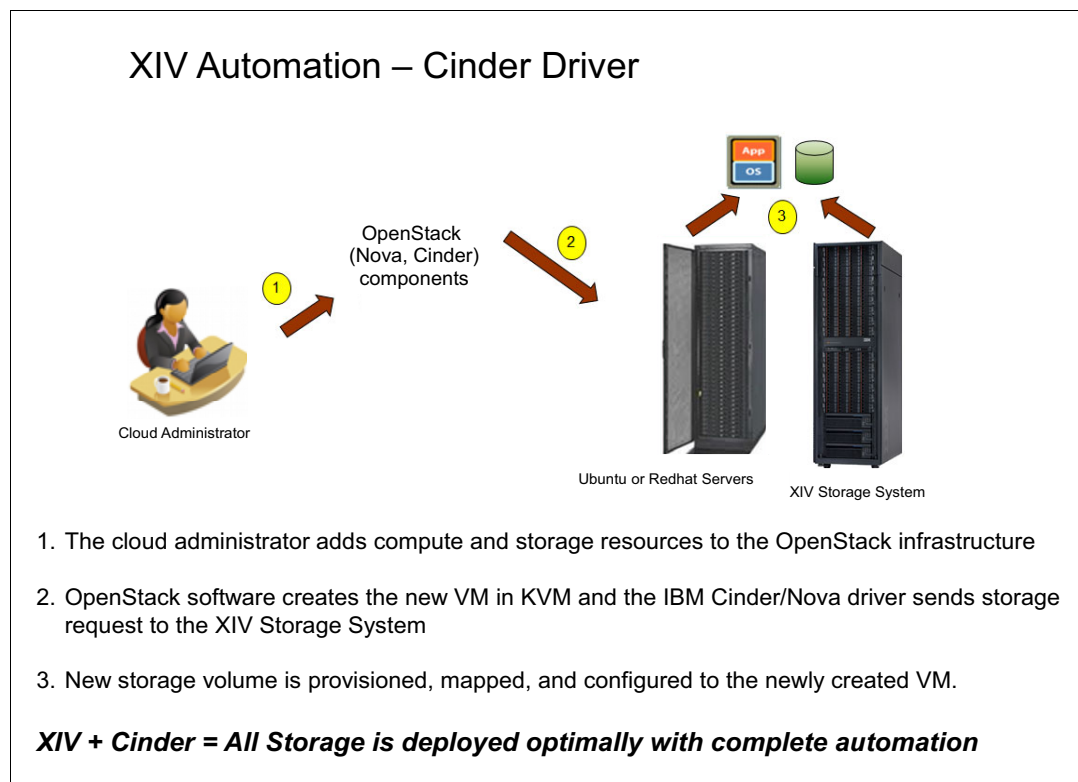 XIV Automation – Cinder Driver
App
OS
3
2
OpenStack
(Nova, Cinder)
components
1
Cloud Administrator
Ubuntu or Redhat Servers
XIV Storage System
1. The cloud administrator adds compute and storage resources to the OpenStack infrastructure
2. OpenStack software creates the new VM in KVM and the IBM Cinder/Nova driver sends storage
request to the XIV Storage System
3. New storage volume is provisioned, mapped, and configured to the newly created VM.
XIV + Cinder = All Storage is deployed optimally with complete automation